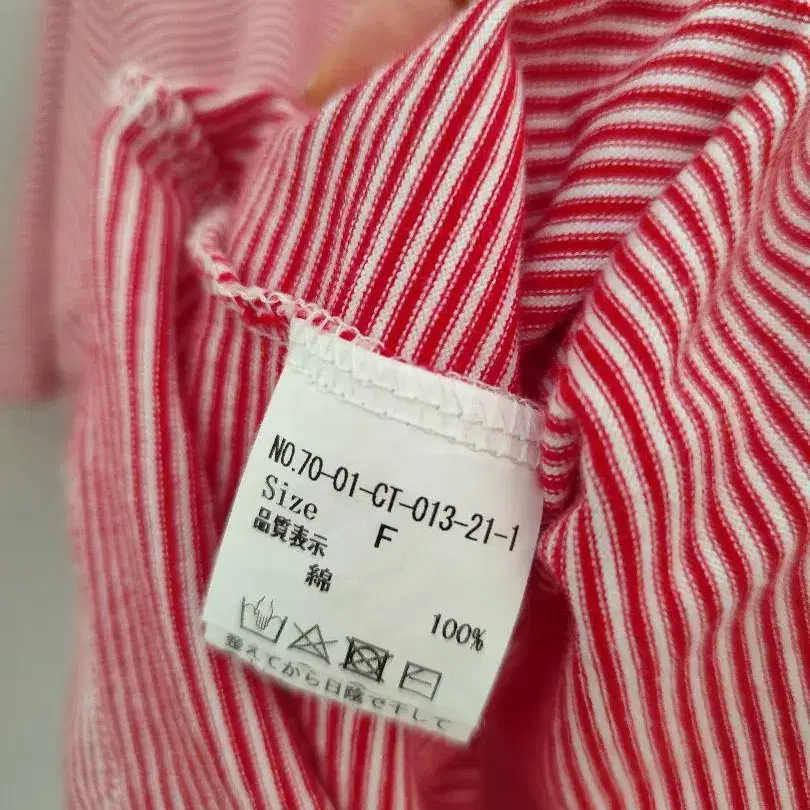 NO.70-01-CT-013-21-1
Size F
品質表示
綿 100%
整えてから日陰で干して